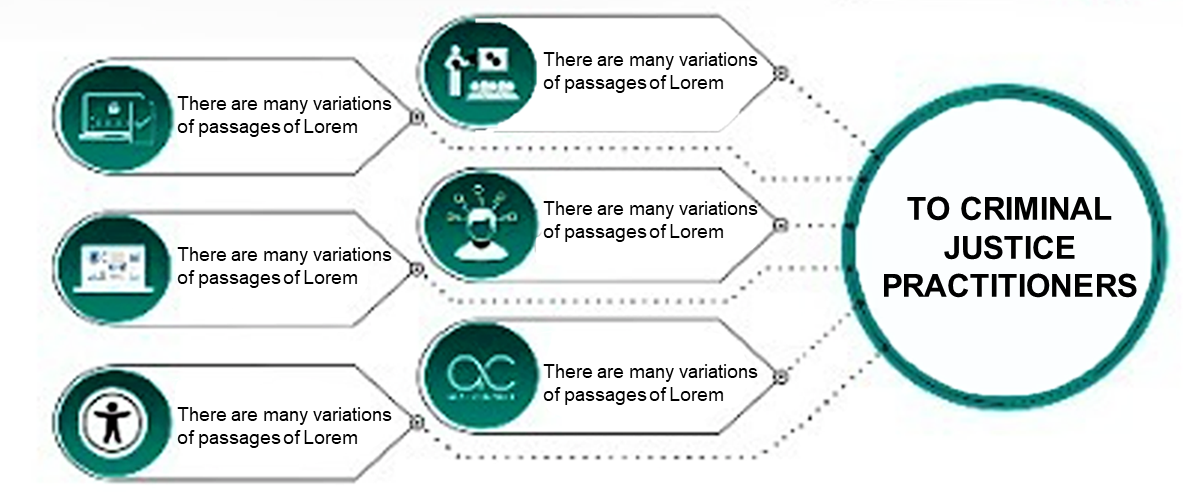 There are many variations
of passages of Lorem
There are many variations
of passages of Lorem
There are many variations
of passages of Lorem
There are many variations
of passages of Lorem
There are many variations
of passages of Lorem
There are many variations
of passages of Lorem
TO CRIMINAL
JUSTICE
PRACTITIONERS